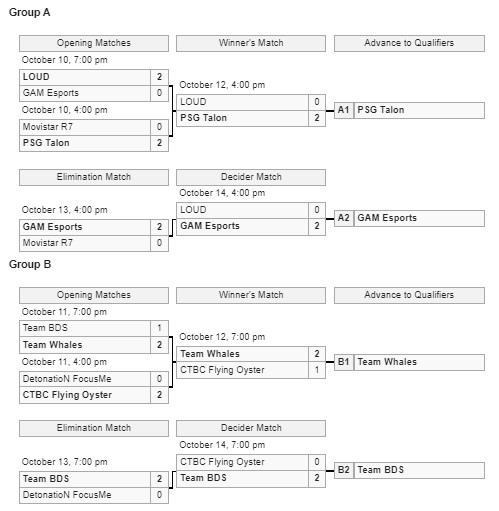 Group A
Opening Matches Winner's Match Advance to Qualifiers
October 10, 7:00 pm
LOUD 2
GAM Esports 0
October 10, 4:00 pm
Movistar R7 0
PSG Talon 2
October 12, 4:00 pm
LOUD 0
PSG Talon 2
A1 PSG Talon
Elimination Match Decider Match
October 13, 4:00 pm
GAM Esports 2
Movistar R7 0
October 14, 4:00 pm
LOUD 0
GAM Esports 2
A2 GAM Esports
Group B
Opening Matches Winner's Match Advance to Qualifiers
October 11, 7:00 pm
Team BDS 1
Team Whales 2
October 11, 4:00 pm
DetonatioN FocusMe 0
CTBC Flying Oyster 2
October 12, 7:00 pm
Team Whales 2
CTBC Flying Oyster 1
B1 Team Whales
Elimination Match Decider Match
October 13, 7:00 pm
Team BDS 2
DetonatioN FocusMe 0
October 14, 7:00 pm
CTBC Flying Oyster 0
Team BDS 2
B2 Team BDS